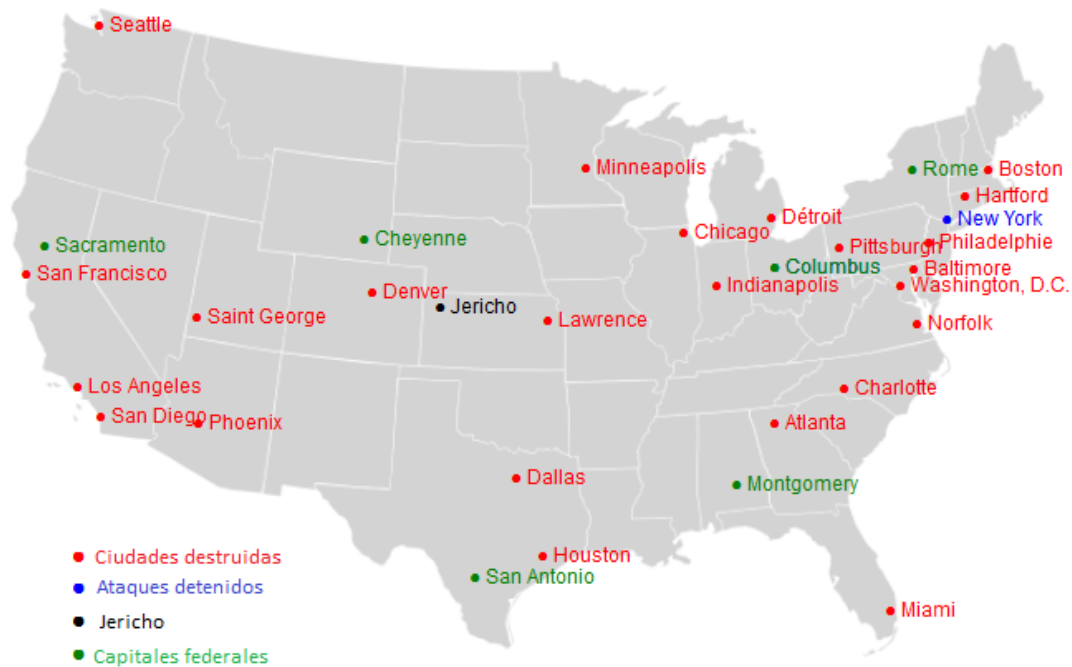 Seattle
Minneapolis
Rome
Boston
Hartford
Détroit
New York
Chicago
Cheyenne
Sacramento
Pittsburgh
Philadelphie
Columbus
Baltimore
San Francisco
Denver
Indianapolis
Washington, D.C.
Jericho
Saint George
Lawrence
Norfolk
Los Angeles
Charlotte
San Diego
Phoenix
Atlanta
Dallas
Montgomery
Houston
San Antonio
Miami
Ciudades destruidas
Ataques detenidos
Jericho
Capitales federales